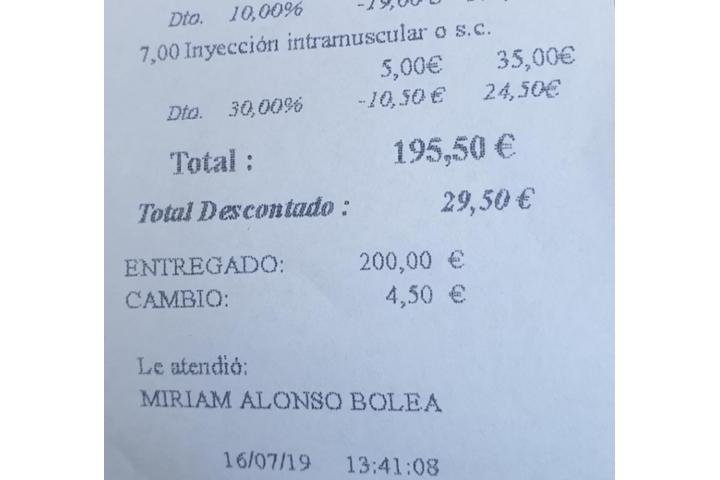 Dto. 10,00% -19,00
7,00 Inyección intramuscular o s.c.
5,00€ 35,00€
Dto. 30,00% -10,50 € 24,50€
Total : 195,50 €
Total Descontado : 29,50 €
ENTREGADO: 200,00 €
CAMBIO: 4,50 €
Le atendió:
MIRIAM ALONSO BOLEA
16/07/19 13:41:08